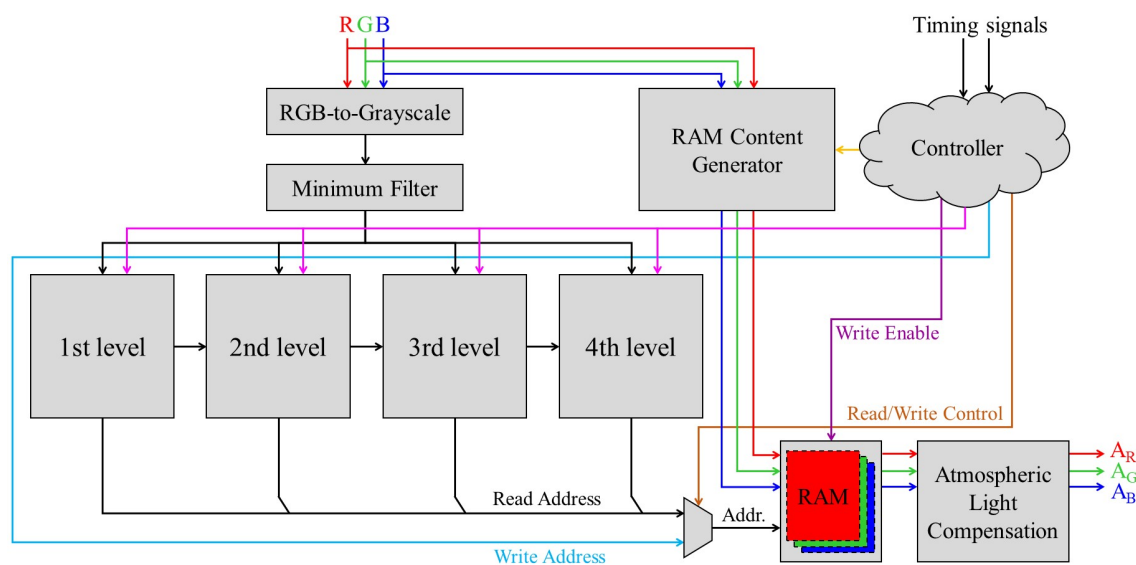 RGB
Timing signals
RGB-to-Grayscale
RAM Content
Generator
Controller
Minimum Filter
1st level
2nd level
3rd level
4th level
Write Enable
Read/Write Control
Read Address
Addr.
RAM
Atmospheric
Light
Compensation
A_R
A_G
A_B
Write Address